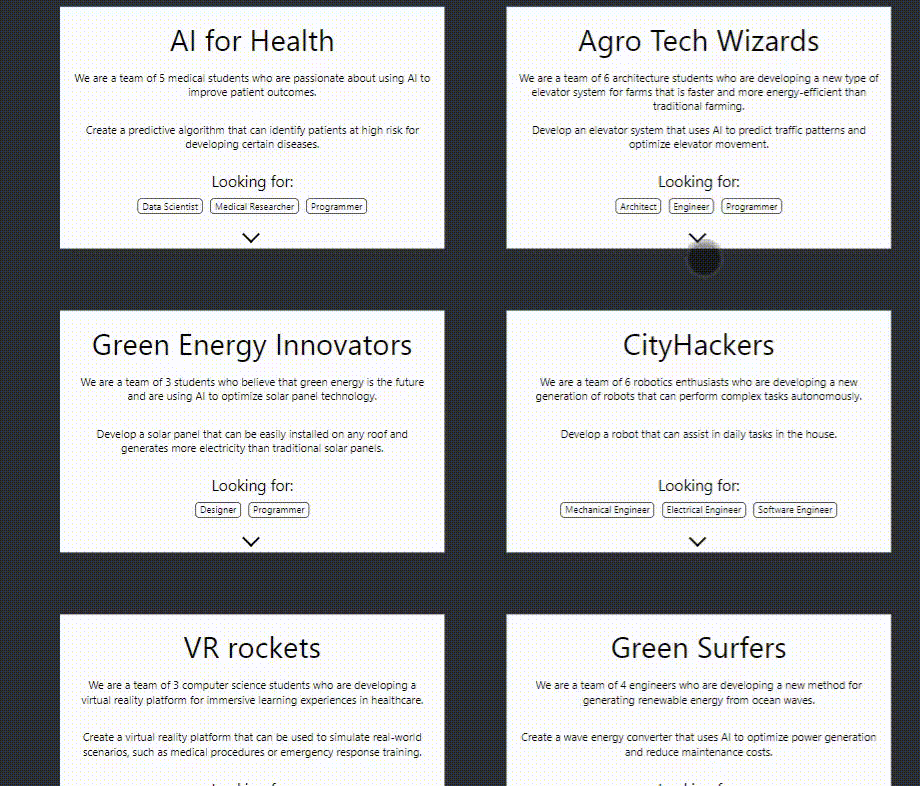 AI for Health
We are a team of 5 medical students who are passionate about using AI to
improve patient outcomes.
Create a predictive algorithm that can identify patients at high risk for
developing certain diseases.
Looking for:
Data Scientist Medical Researcher Programmer
Agro Tech Wizards
We are a team of 6 architecture students who are developing a new type of
elevator system for farms that is faster and more energy-efficient than
traditional farming.
Develop an elevator system that uses AI to predict traffic patterns and
optimize elevator movement.
Looking for:
Architect Engineer Programmer
Green Energy Innovators
We are a team of 3 students who believe that green energy is the future
and are using AI to optimize solar panel technology.
Develop a solar panel that can be easily installed on any roof and
generates more electricity than traditional solar panels.
Looking for:
Designer Programmer
CityHackers
We are a team of 6 robotics enthusiasts who are developing a new
generation of robots that can perform complex tasks autonomously.
Develop a robot that can assist in daily tasks in the house.
Looking for:
Mechanical Engineer Electrical Engineer Software Engineer
VR rockets
We are a team of 3 computer science students who are developing a
virtual reality platform for immersive learning experiences in healthcare.
Create a virtual reality platform that can be used to simulate real-world
scenarios, such as medical procedures or emergency response training.
Green Surfers
We are a team of 4 engineers who are developing a new method for
generating renewable energy from ocean waves.
Create a wave energy converter that uses AI to optimize power generation
and reduce maintenance costs.